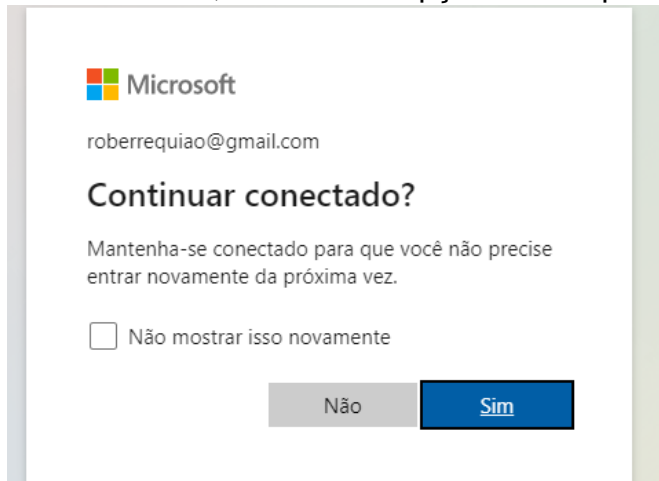 Microsoft
roberrequiao@gmail.com
Continuar conectado?
Mantenha-se conectado para que você não precise
entrar novamente da próxima vez.
Não mostrar isso novamente
Não
Sim